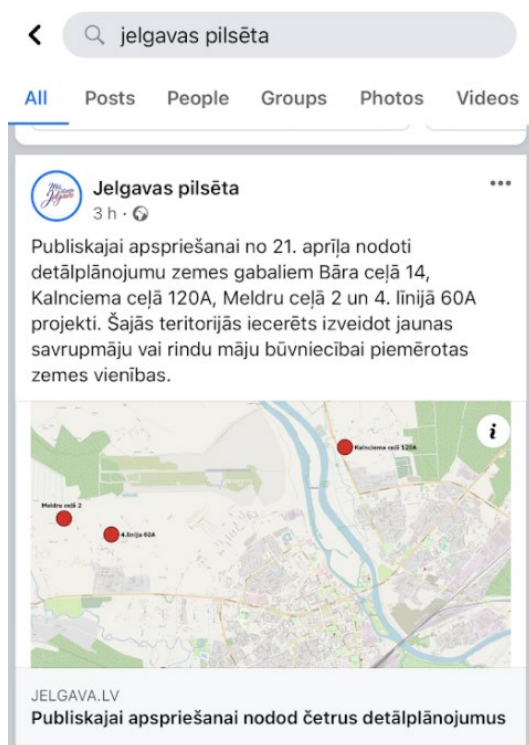 jelgavas pilsēta
All Posts People Groups Photos Videos
Jelgavas pilsēta
3 h ·
Publiskajai apspriešanai no 21. aprīļa nodoti
detālplānojumu zemes gabaliem Bāra ceļā 14,
Kalnciema ceļā 120A, Meldru ceļā 2 un 4. līnijā 60A
projekti. Šajās teritorijās iecerēts izveidot jaunas
savrupmāju vai rindu māju būvniecībai piemērotas
zemes vienības.
Kalnciema ceļš 120A
Meldru ceļš 2
4.līnija 60A
JELGAVA.LV
Publiskajai apspriešanai nodod četrus detālplānojumus